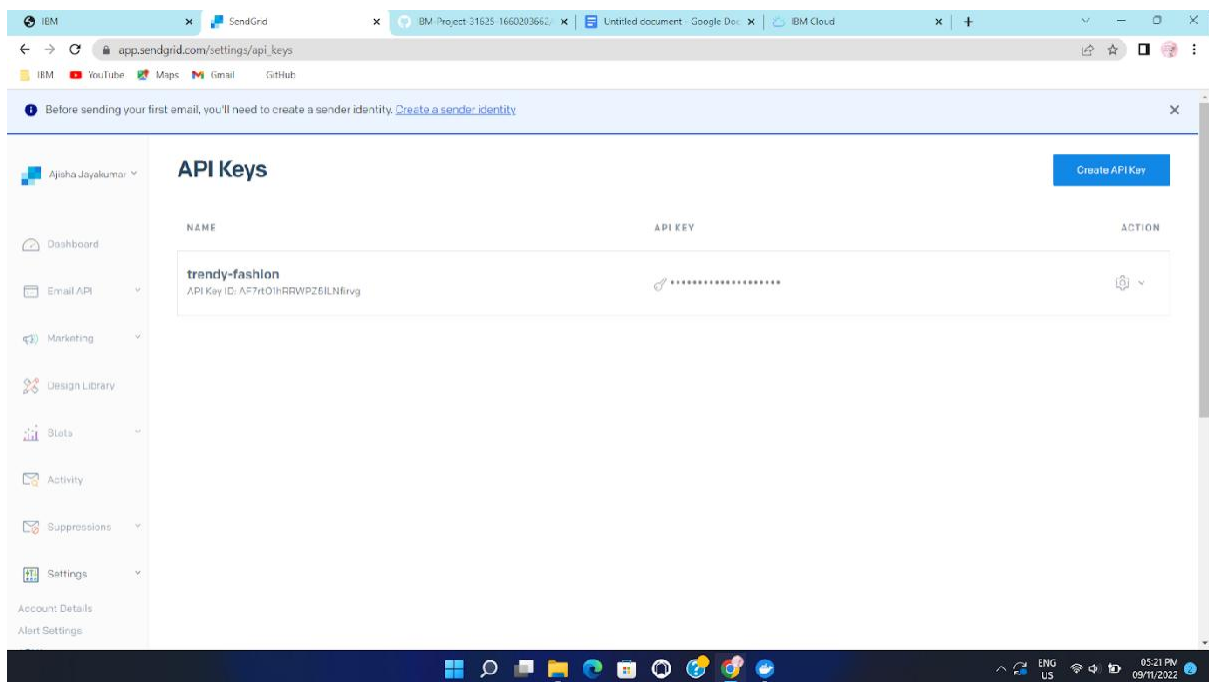 IBM
SendGrid
IBM-Project-31625-1660203662/
Untitled document - Google Doc
IBM Cloud
app.sendgrid.com/settings/api_keys
IBM
YouTube
Maps
Gmail
GitHub
Before sending your first email, you'll need to create a sender identity. Create a sender identity
Ajisha Jayakumar
API Keys
Create API Key
NAME
API KEY
ACTION
Dashboard
trendy-fashion
API Key ID:
Email API
Marketing
Design Library
Stats
Activity
Suppressions
Settings
Account Details
Alert Settings
ENG
US
05:21 PM
09/11/2022
2